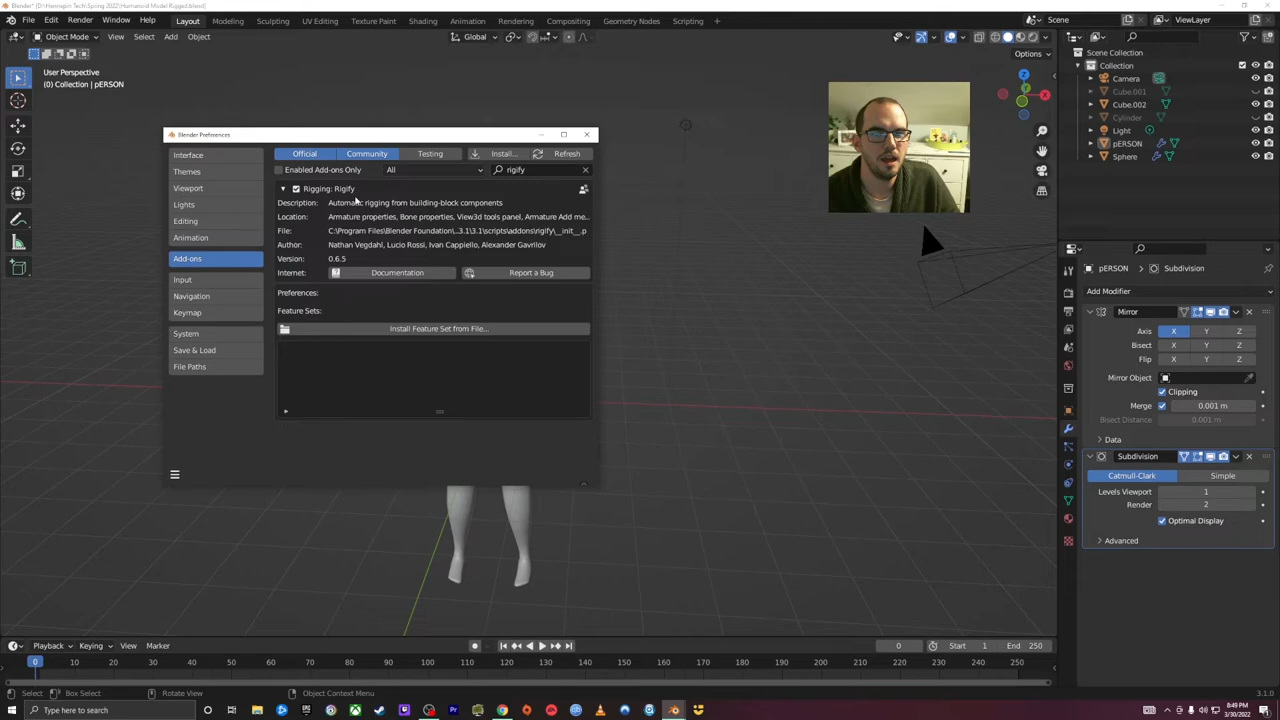 Blender* [D:\Hennepin Tech\Spring 2022\Humanoid Model Rigged.blend]
File Edit Render Window Help Layout Modeling Sculpting UV Editing Texture Paint Shading Animation Rendering Compositing Geometry Nodes Scripting + Scene ViewLayer
Object Mode View Select Add Object Global
Options
User Perspective
(0) Collection | pERSON
Scene Collection
Collection
Camera
Cube.001
Cube.002
Cylinder
Light
pERSON
Sphere
Z
X
Blender Preferences
Interface
Themes
Viewport
Lights
Editing
Animation
Add-ons
Input
Navigation
Keymap
System
Save & Load
File Paths
Official Community Testing Install... Refresh
Enabled Add-ons Only All rigify
Rigging: Rigify
Description: Automatic rigging from building-block components
Location: Armature properties, Bone properties, View3d tools panel, Armature Add me...
File: C:\Program Files\Blender Foundation\...3.1\3.1\scripts\addons\rigify\__init__.p
Author: Nathan Vegdahl, Lucio Rossi, Ivan Cappiello, Alexander Gavrilov
Version: 0.6.5
Internet: Documentation Report a Bug
Preferences:
Feature Sets:
Install Feature Set from File...
pERSON Subdivision
Add Modifier
Mirror
Axis X Y Z
Bisect X Y Z
Flip X Y Z
Mirror Object
Clipping
Merge 0.001 m
Bisect Distance 0.001 m
Data
Subdivision
Catmull-Clark Simple
Levels Viewport 1
Render 2
Optimal Display
Advanced
Playback Keying View Marker 0 Start 1 End 250
0 10 20 30 40 50 60 70 80 90 100 110 120 130 140 150 160 170 180 190 200 210 220 230 240 250
Select Box Select Rotate View Object Context Menu 3.1.0
Type here to search
8:49 PM
3/30/2022